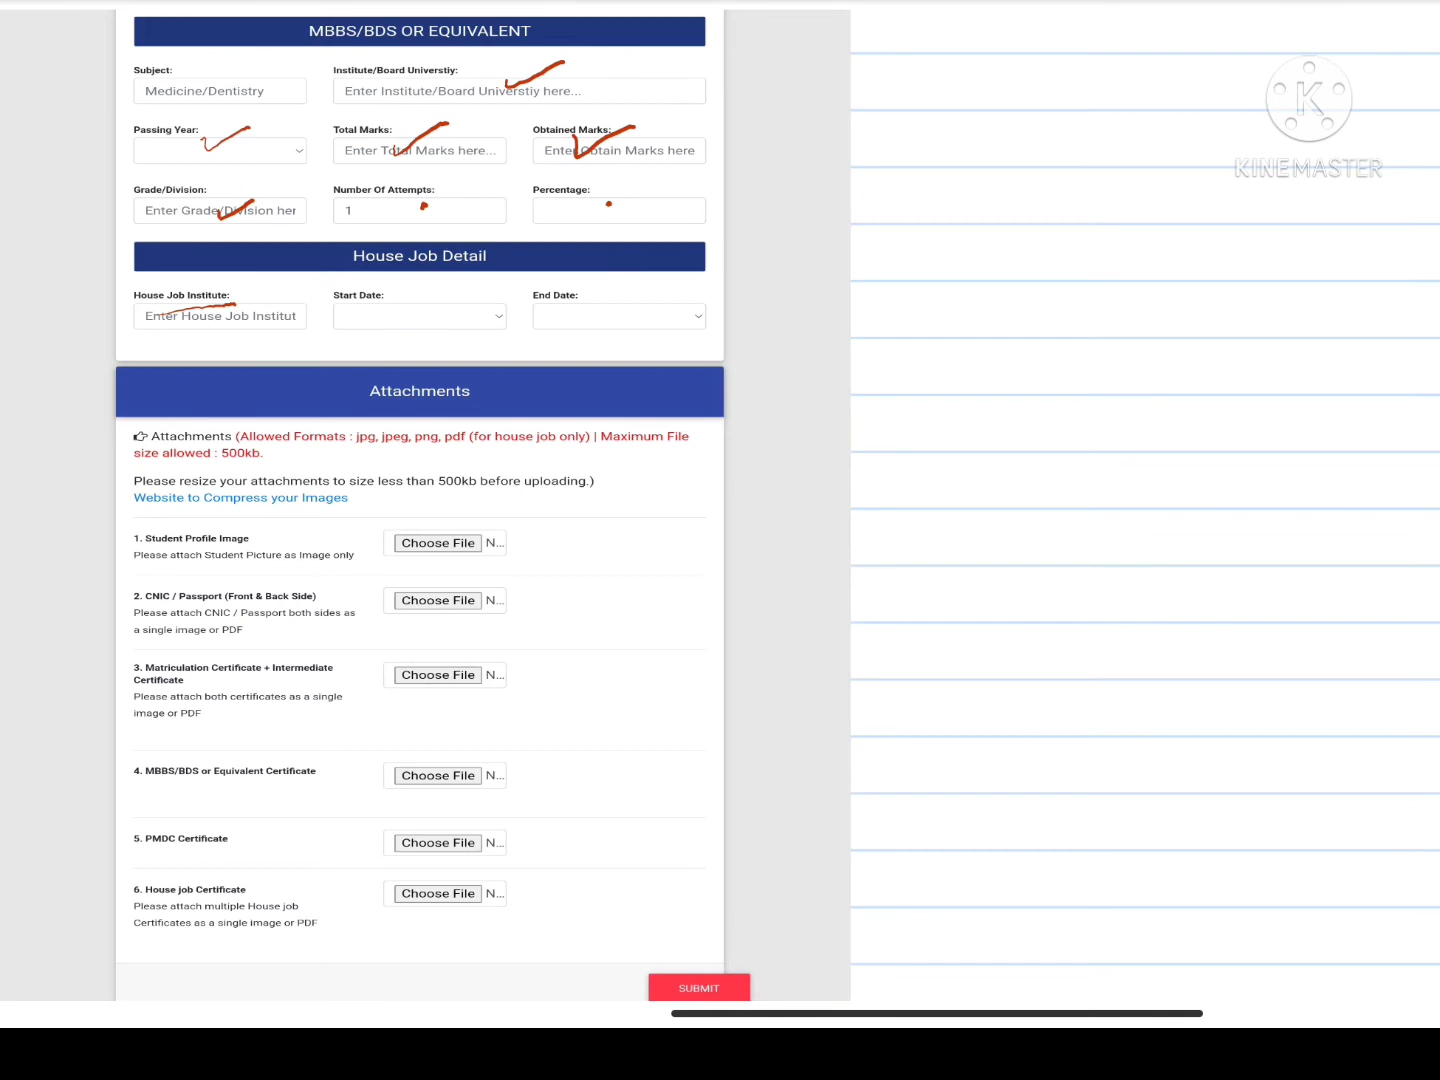 MBBS/BDS OR EQUIVALENT
Subject: Institute/Board Universtiy:
Medicine/Dentistry Enter Institute/Board Universtiy here...
Passing Year: Total Marks: Obtained Marks:
Enter Total Marks here... Enter Obtain Marks here
Grade/Division: Number Of Attempts: Percentage:
Enter Grade/Division her 1
House Job Detail
House Job Institute: Start Date: End Date:
Enter House Job Institut
Attachments
Attachments (Allowed Formats : jpg, jpeg, png, pdf (for house job only) | Maximum File
size allowed : 500kb.
Please resize your attachments to size less than 500kb before uploading.)
Website to Compress your Images
1. Student Profile Image
Please attach Student Picture as Image only
Choose File N...
2. CNIC / Passport (Front & Back Side)
Please attach CNIC / Passport both sides as
a single image or PDF
Choose File N...
3. Matriculation Certificate + Intermediate
Certificate
Please attach both certificates as a single
image or PDF
Choose File N...
4. MBBS/BDS or Equivalent Certificate
Choose File N...
5. PMDC Certificate
Choose File N...
6. House job Certificate
Please attach multiple House job
Certificates as a single image or PDF
Choose File N...
SUBMIT
K
KINEMASTER